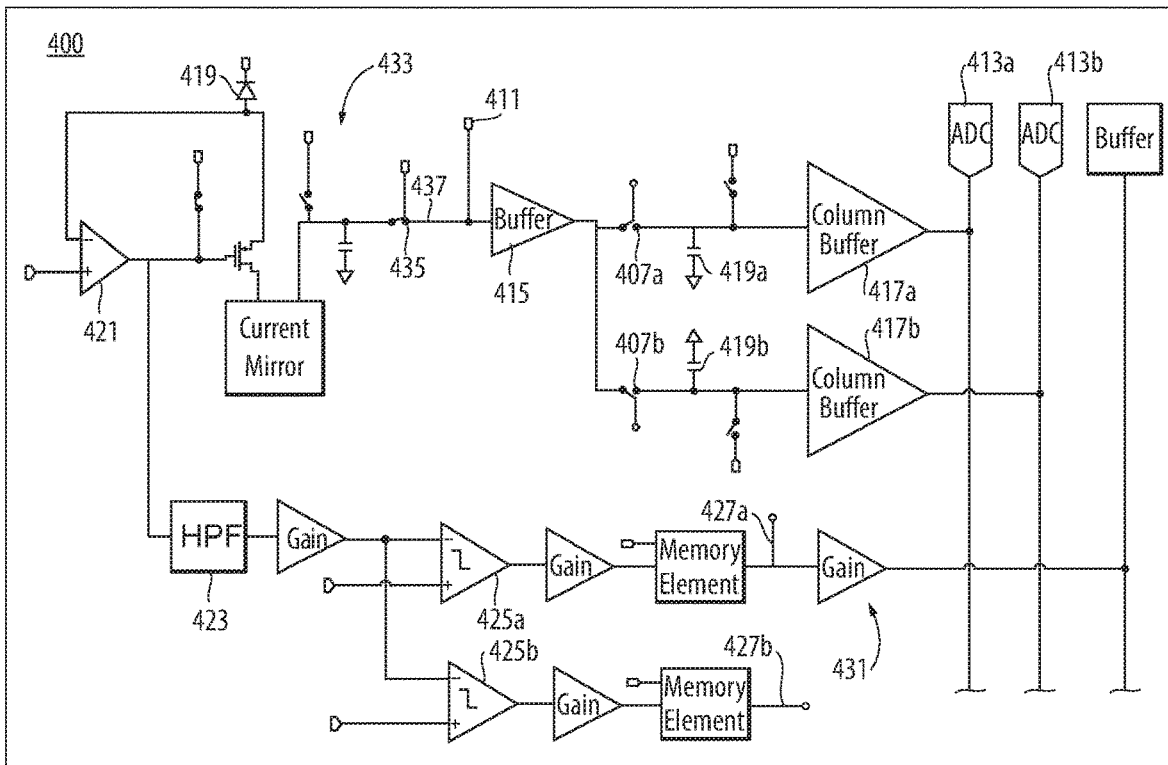 400
419
433
411
413a
413b
ADC
ADC
Buffer
437
Buffer
415
435
407a
419a
Column
Buffer
417a
-
+
421
Current
Mirror
407b
419b
417b
Column
Buffer
HPF
423
Gain
-
+
425a
Gain
Memory
Element
427a
Gain
431
425b
-
+
Gain
Memory
Element
427b